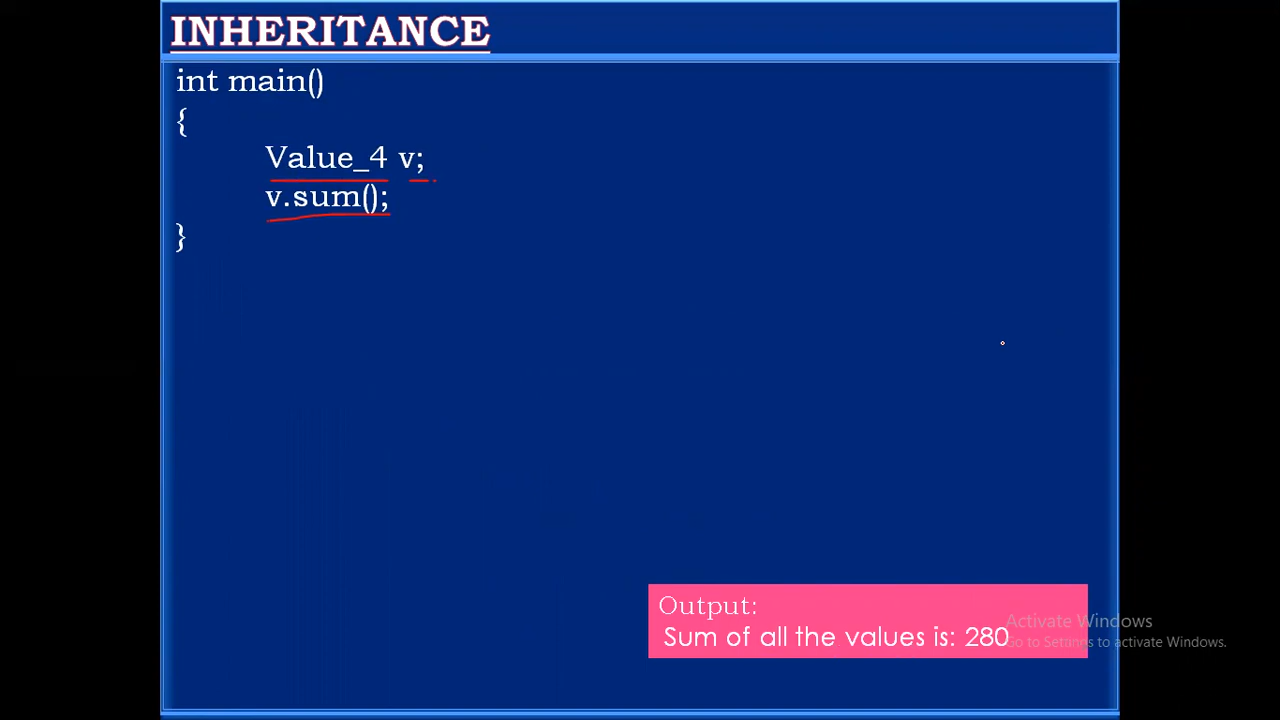 INHERITANCE
int main()
{
Value_4 v;
v.sum();
}
Output:
Sum of all the values is: 280
Activate Windows
Go to Settings to activate Windows.